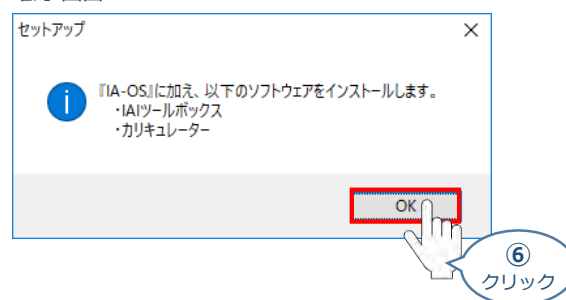 セットアップ
『IA-OS』に加え、以下のソフトウェアをインストールします。
・IAIツールボックス
・カリキュレーター
OK
⑥
クリック